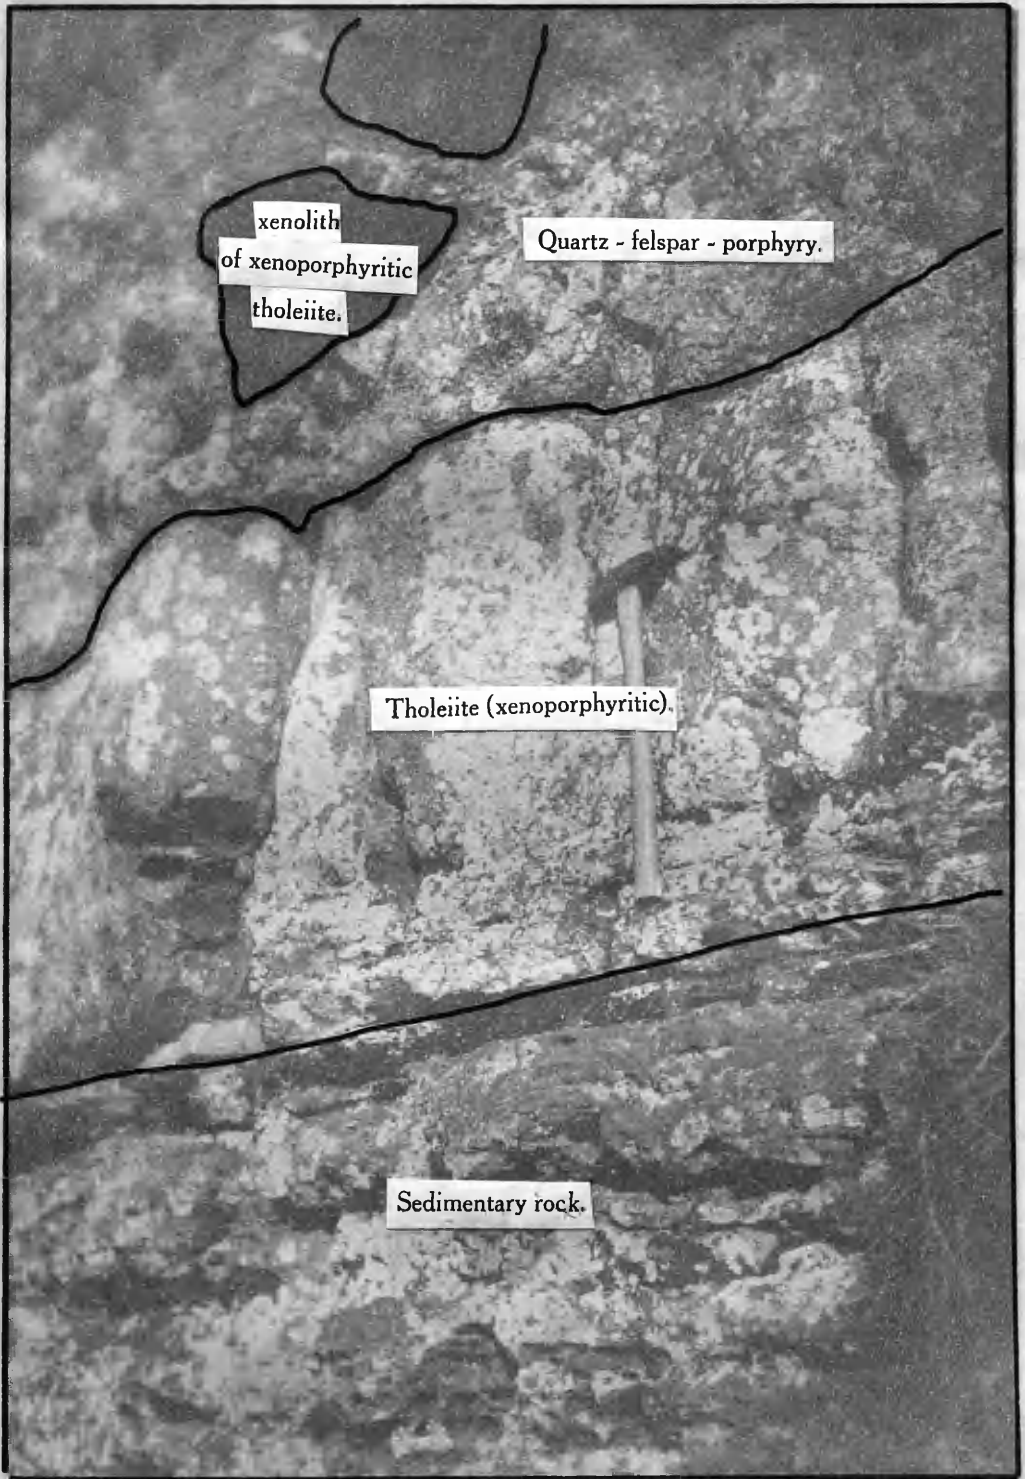 xenolith
of xenoporphyritic
tholeiite.
Quartz - felspar - porphyry.
Tholeiite (xenoporphyritic).
Sedimentary rock.